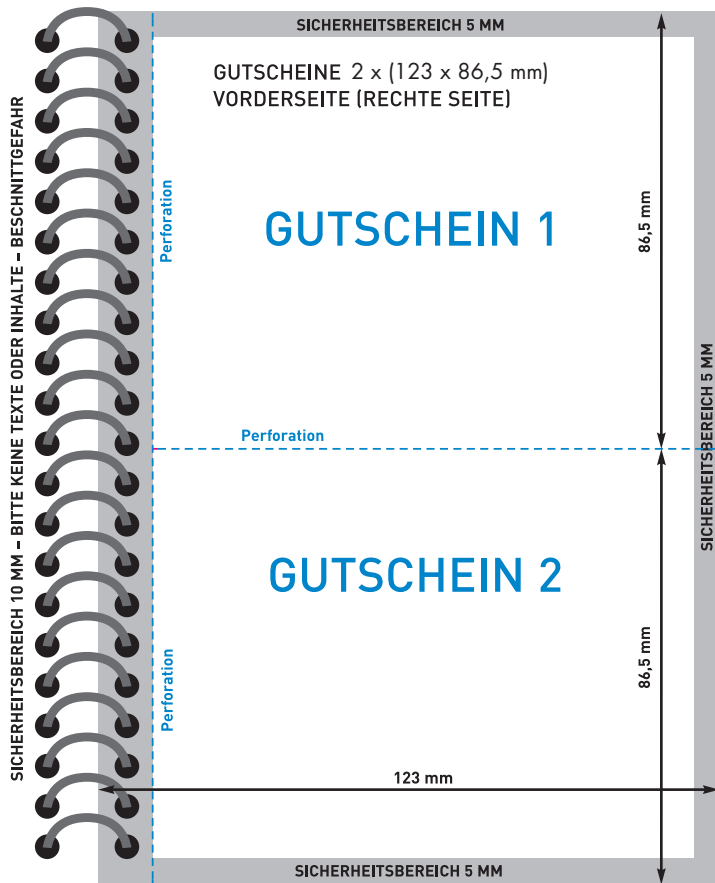 SICHERHEITSBEREICH 5 MM
GUTSCHEINE 2 x (123 x 86,5 mm)
VORDERSEITE (RECHTE SEITE)
SICHERHEITSBEREICH 10 MM – BITTE KEINE TEXTE ODER INHALTE – BESCHNITTGEFAHR
Perforation
GUTSCHEIN 1
86,5 mm
SICHERHEITSBEREICH 5 MM
Perforation
GUTSCHEIN 2
Perforation
86,5 mm
123 mm
SICHERHEITSBEREICH 5 MM